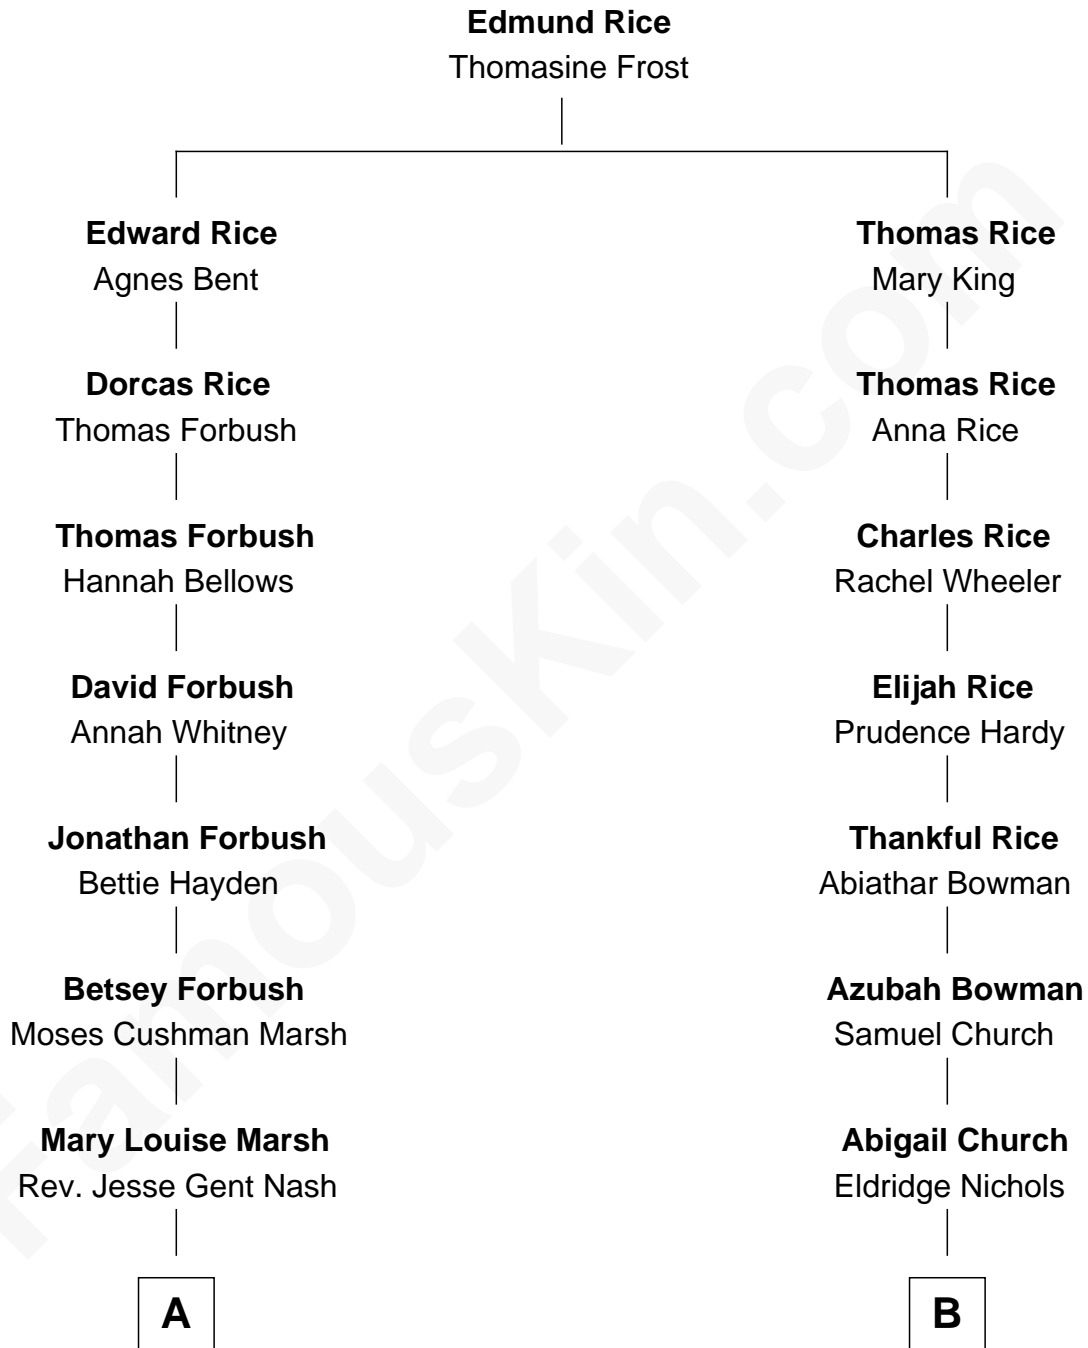 Edmund Rice
Thomasine Frost
Edward Rice
Agnes Bent
Dorcas Rice
Thomas Forbush
Thomas Forbush
Hannah Bellows
David Forbush
Annah Whitney
Jonathan Forbush
Bettie Hayden
Betsey Forbush
Moses Cushman Marsh
Mary Louise Marsh
Rev. Jesse Gent Nash
A
Thomas Rice
Mary King
Thomas Rice
Anna Rice
Charles Rice
Rachel Wheeler
Elijah Rice
Prudence Hardy
Thankful Rice
Abiathar Bowman
Azubah Bowman
Samuel Church
Abigail Church
Eldridge Nichols
B
FamousKin.com